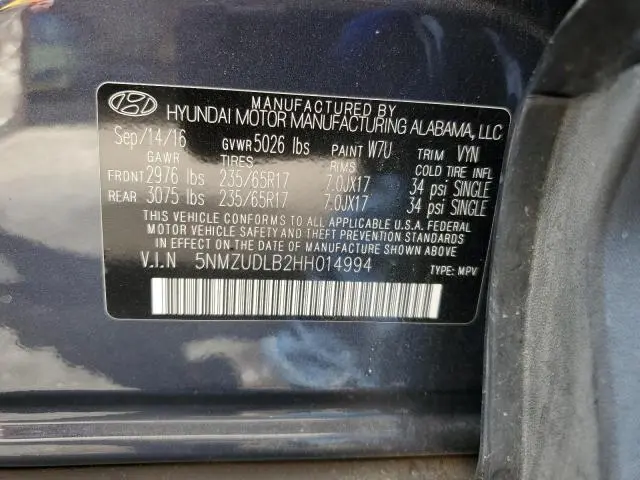 MANUFACTURED BY
HYUNDAI MOTOR MANUFACTURING ALABAMA, LLC
Sep/14/16 GVWR 5026 lbs PAINT W7U TRIM VYN
GAWR TIRES RIMS COLD TIRE INFL
FRONT 2976 lbs 235/65R17 7.0JX17 34 psi SINGLE
REAR 3075 lbs 235/65R17 7.0JX17 34 psi SINGLE
THIS VEHICLE CONFORMS TO ALL APPLICABLE U.S.A. FEDERAL
MOTOR VEHICLE SAFETY AND THEFT PREVENTION STANDARDS
IN EFFECT ON THE DATE OF MANUFACTURE SHOWN ABOVE
V.I.N 5NMZUDLB2HH014994 TYPE: MPV